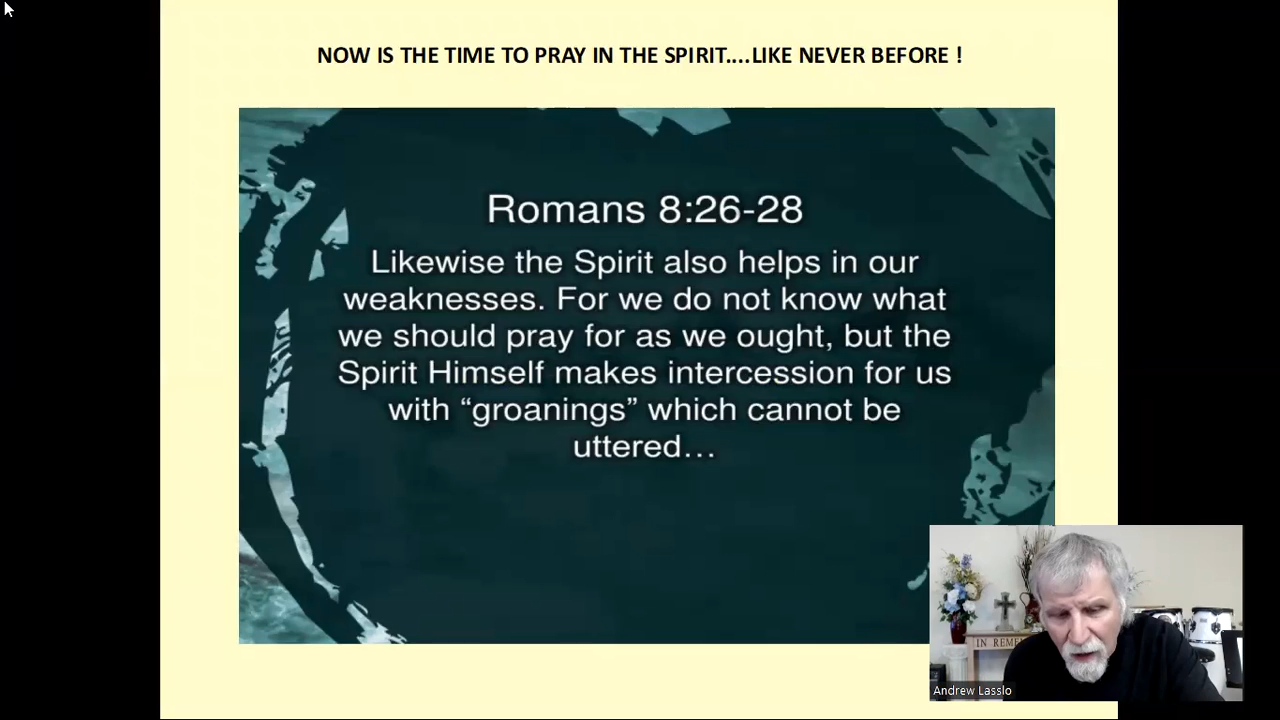 NOW IS THE TIME TO PRAY IN THE SPIRIT....LIKE NEVER BEFORE !
Romans 8:26-28
Likewise the Spirit also helps in our
weaknesses. For we do not know what
we should pray for as we ought, but the
Spirit Himself makes intercession for us
with “groanings” which cannot be
uttered…
IN REME
Andrew Lasslo